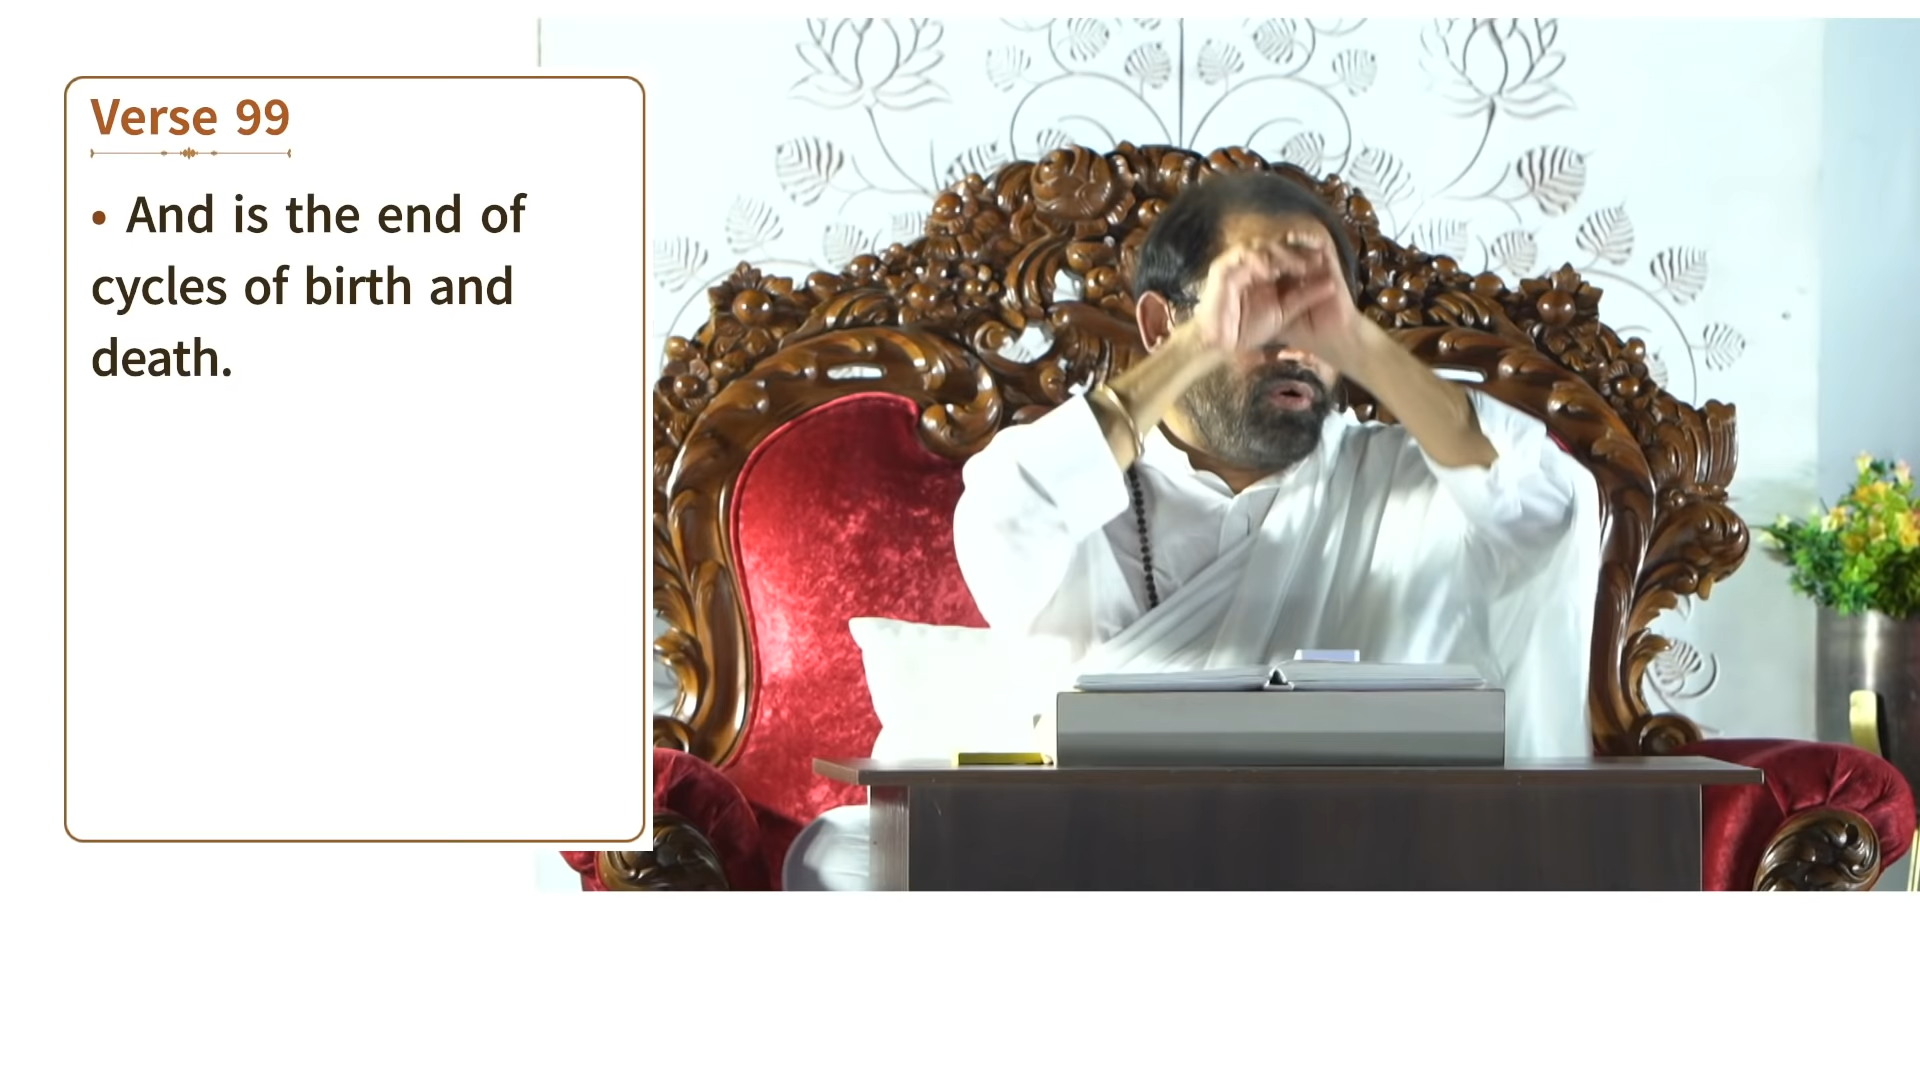 Verse 99
• And is the end of
cycles of birth and
death.